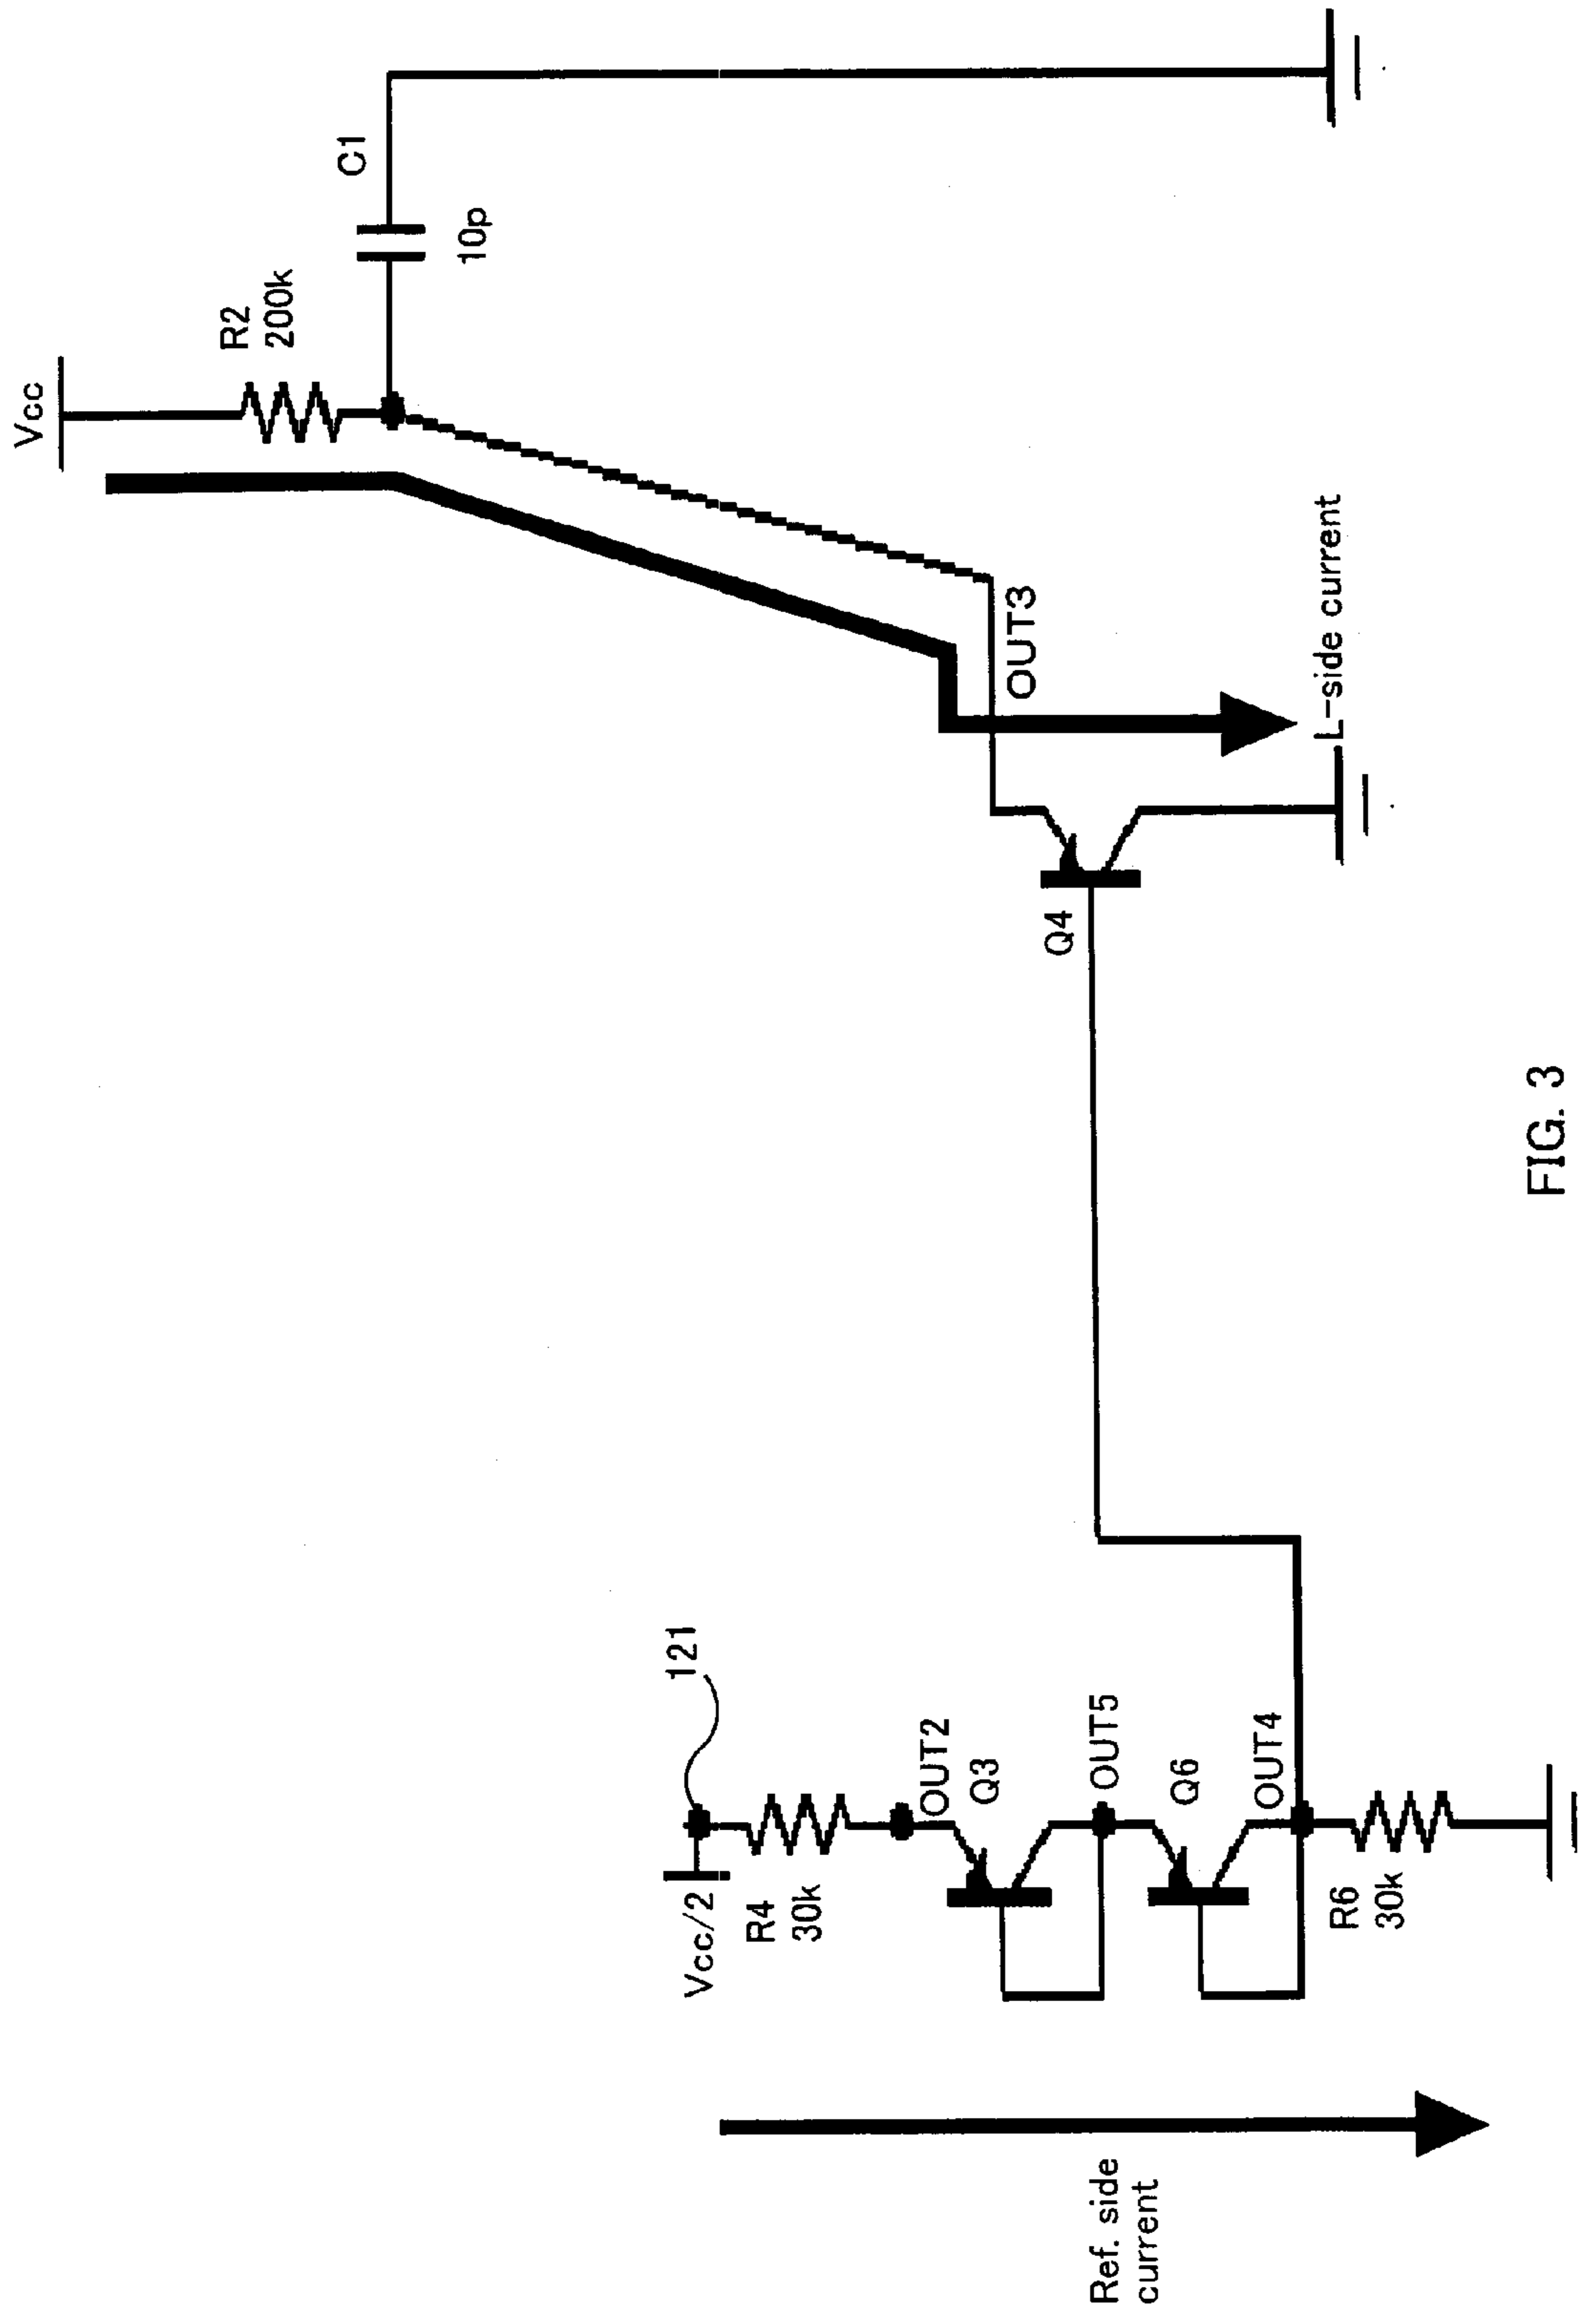 Vcc
R2
200k
C1
10p
OUT3
L-side current
Q4
121
Vcc/2
R4
30k
OUT2
Q3
OUT5
Q6
OUT4
R6
30k
Ref. side
current
FIG. 3